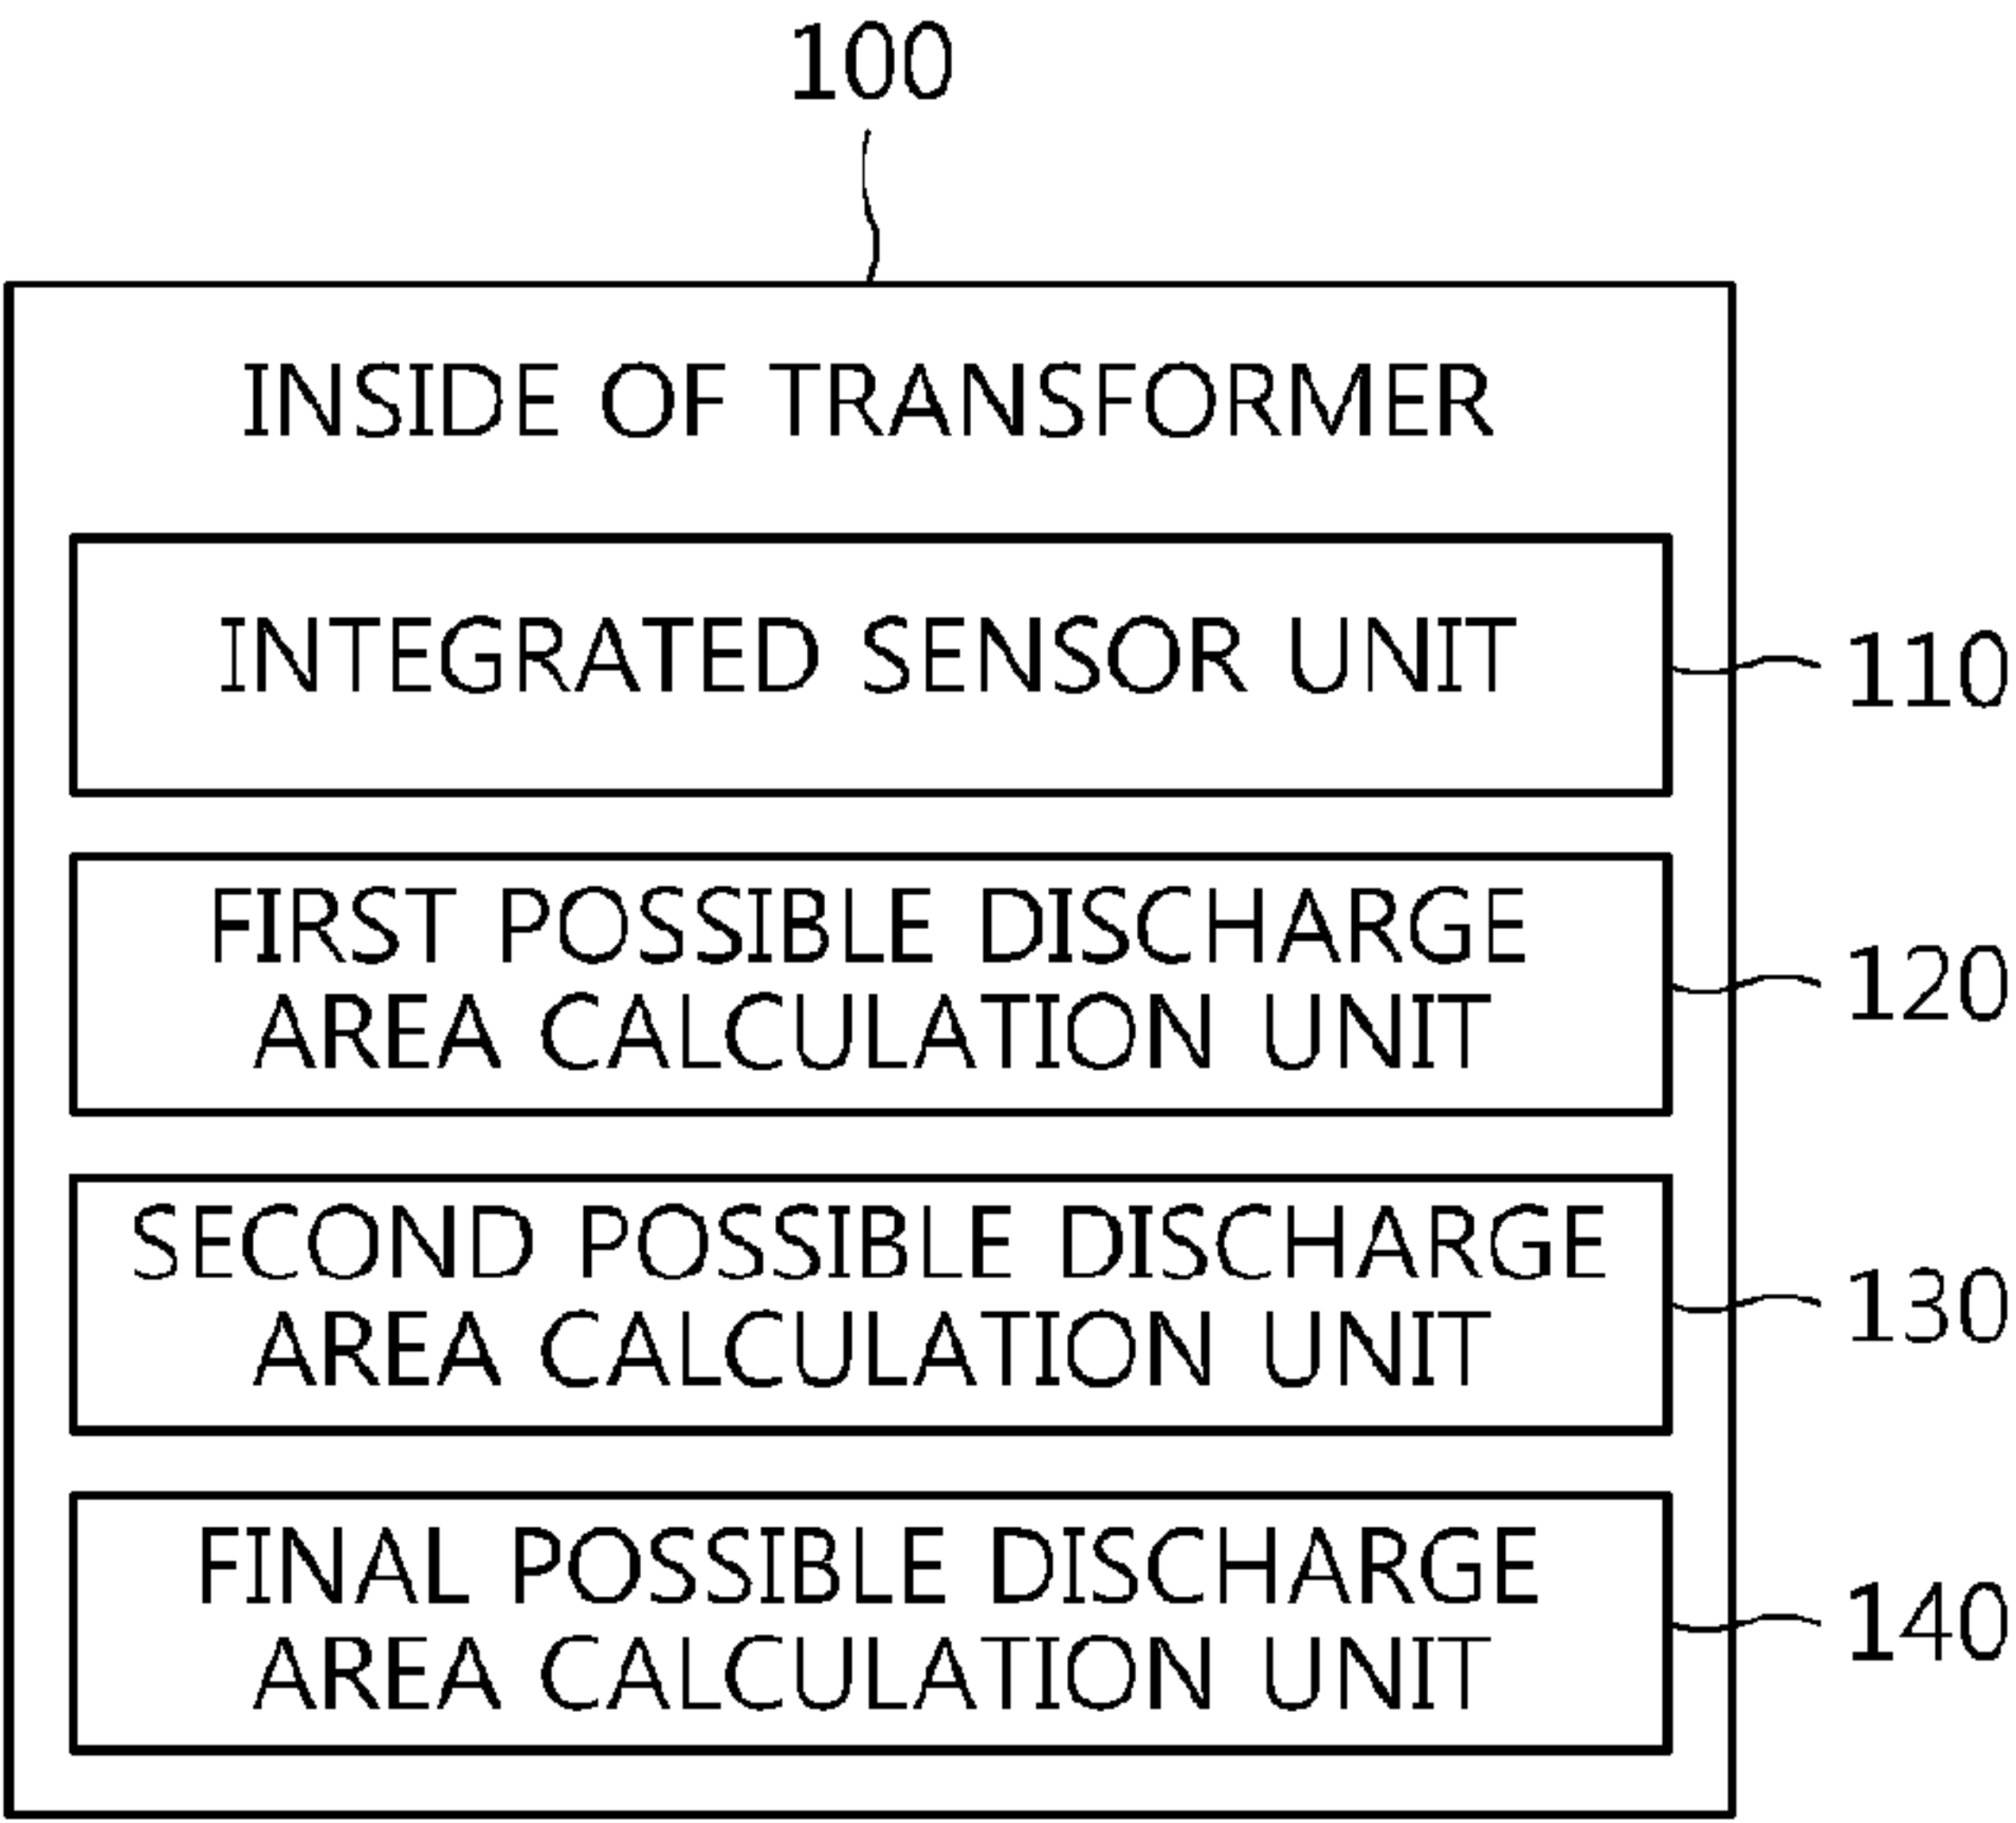 100
INSIDE OF TRANSFORMER
INTEGRATED SENSOR UNIT
110
FIRST POSSIBLE DISCHARGE
AREA CALCULATION UNIT
120
SECOND POSSIBLE DISCHARGE
AREA CALCULATION UNIT
130
FINAL POSSIBLE DISCHARGE
AREA CALCULATION UNIT
140